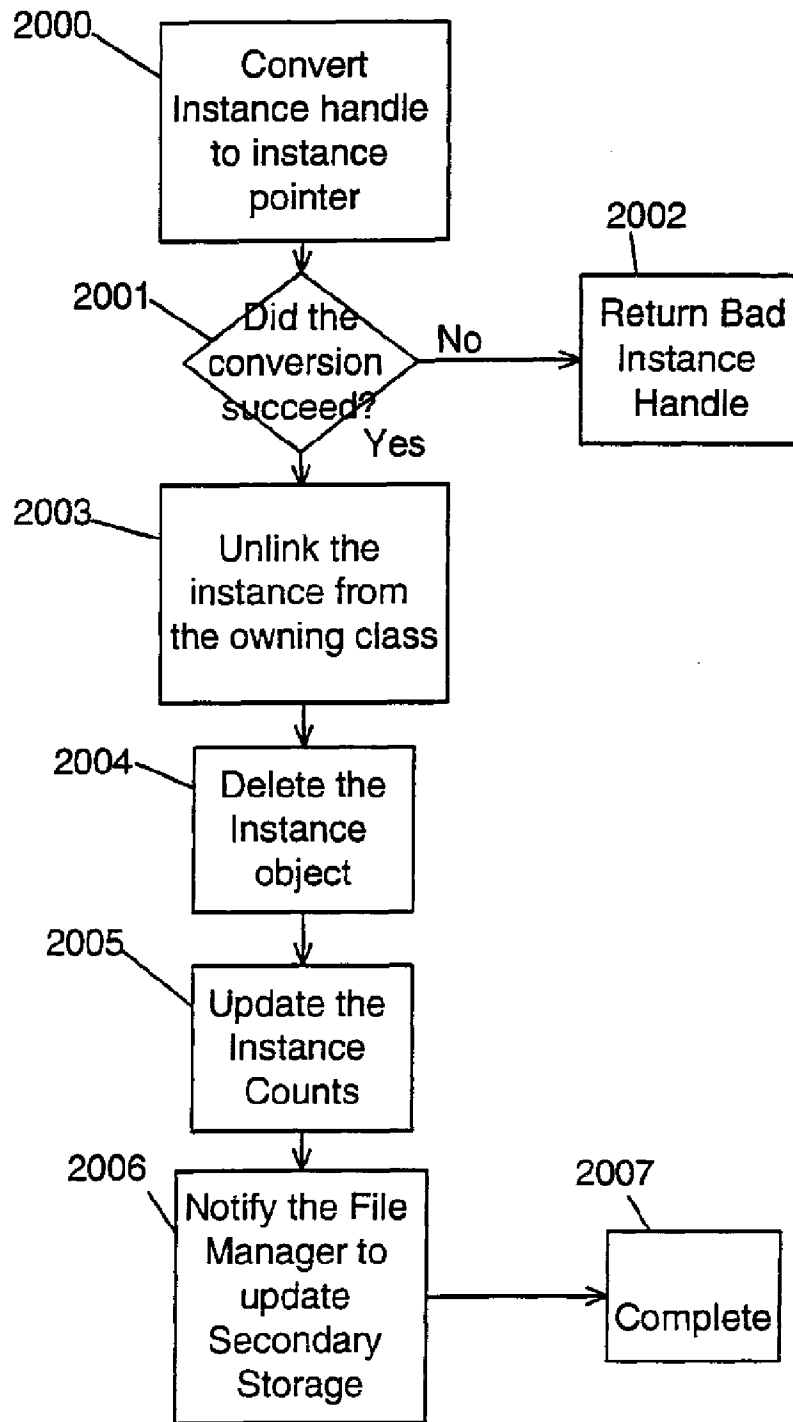 2000
Convert
Instance handle
to instance
pointer
2001
Did the
conversion
succeed?
No
Yes
2002
Return Bad
Instance
Handle
2003
Unlink the
instance from
the owning class
2004
Delete the
Instance
object
2005
Update the
Instance
Counts
2006
Notify the File
Manager to
update
Secondary
Storage
2007
Complete